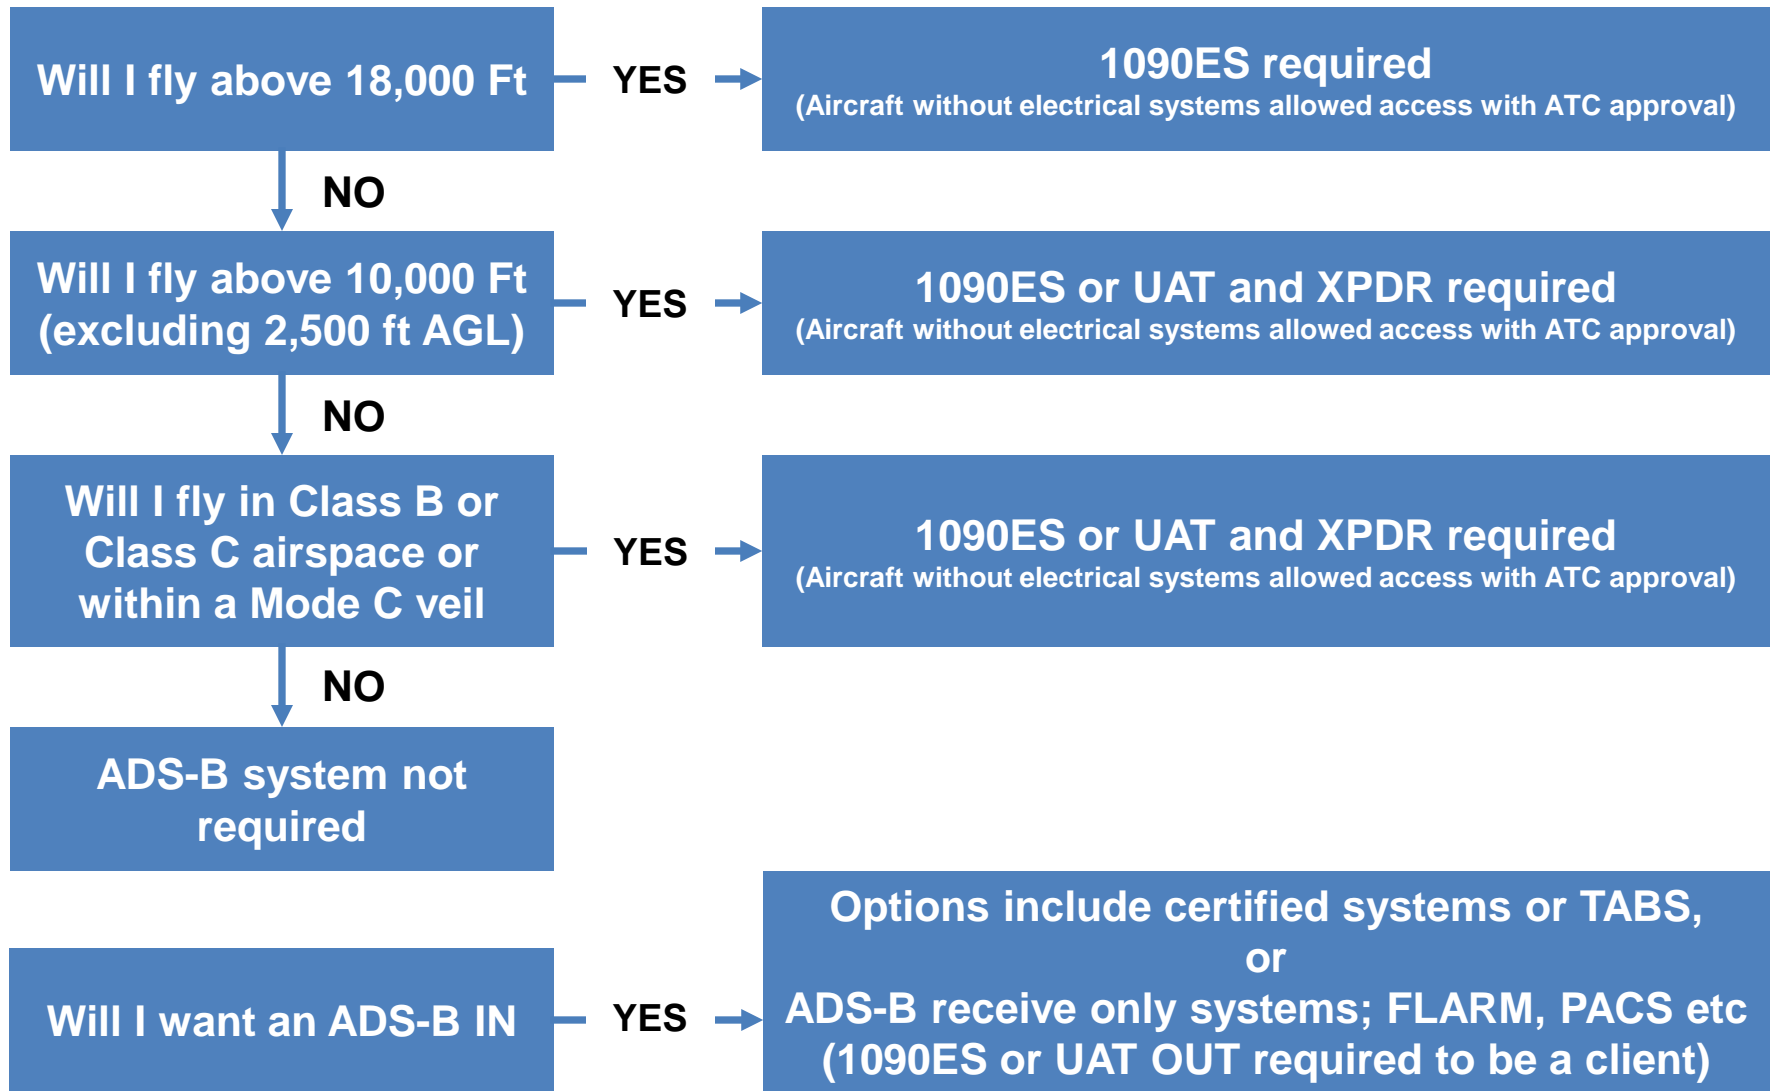 Will I fly above 18,000 Ft
YES
1090ES required
(Aircraft without electrical systems allowed access with ATC approval)
NO
Will I fly above 10,000 Ft
(excluding 2,500 ft AGL)
YES
1090ES or UAT and XPDR required
(Aircraft without electrical systems allowed access with ATC approval)
NO
Will I fly in Class B or
Class C airspace or
within a Mode C veil
YES
1090ES or UAT and XPDR required
(Aircraft without electrical systems allowed access with ATC approval)
NO
ADS-B system not
required
Will I want an ADS-B IN
YES
Options include certified systems or TABS,
or
ADS-B receive only systems; FLARM, PACS etc
(1090ES or UAT OUT required to be a client)